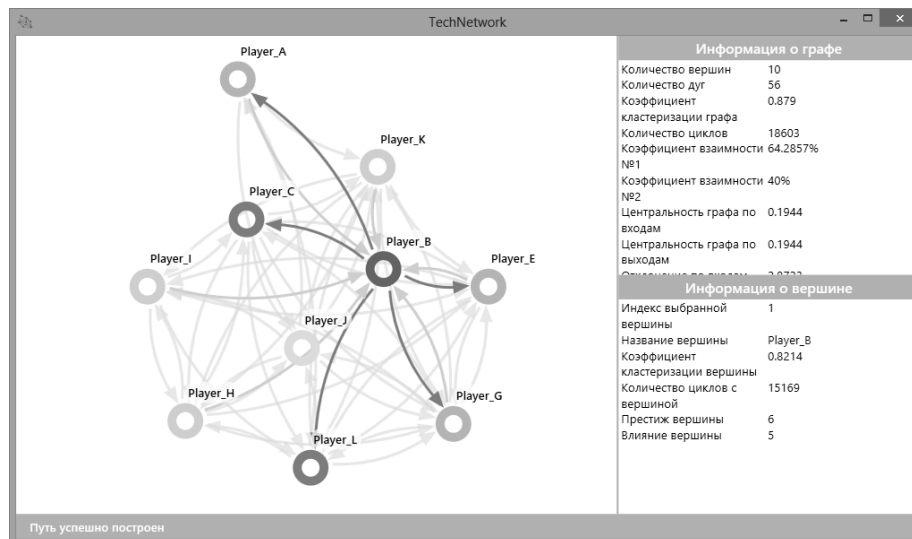 TechNetwork
Player_A
Player_K
Player_C
Player_B
Player_I
Player_E
Player_J
Player_H
Player_G
Player_L
Информация о графе
Количество вершин 10
Количество дуг 56
Коэффициент 0.879
кластеризации графа
Количество циклов 18603
Коэффициент взаимности 64.2857%
№1
Коэффициент взаимности 40%
№2
Центральность графа по 0.1944
входам
Центральность графа по 0.1944
выходам
Информация о вершине
Индекс выбранной 1
вершины
Название вершины Player_B
Коэффициент 0.8214
кластеризации вершины
Количество циклов с 15169
вершиной
Престиж вершины 6
Влияние вершины 5
Путь успешно построен